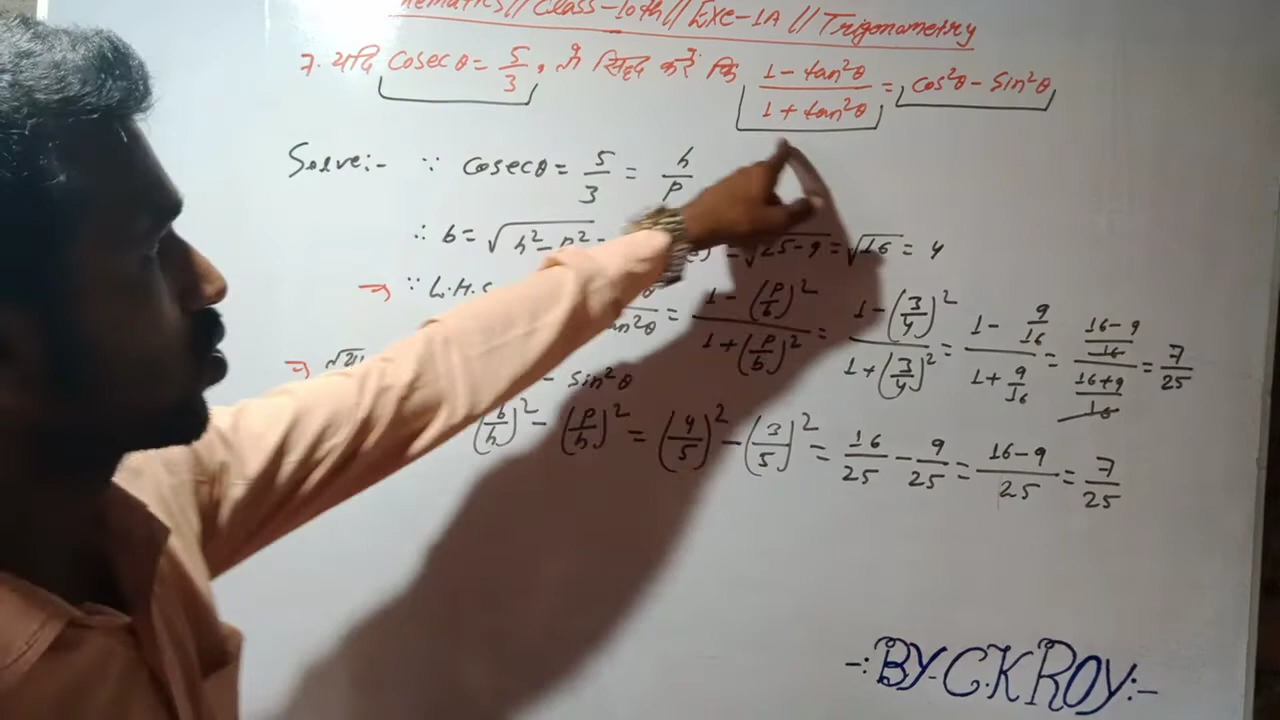 // Class-10th // Exe-1A // Trigonometry
7. यदि Cosecθ = 5/3, तो सिद्ध करें कि (1 - tan²θ)/(1 + tan²θ) = cos²θ - Sin²θ
Solve:- ∵ cosecθ = 5/3 = h/p
∴ b = √(h² - p²) = √(25-9) = √16 = 4
→ ∵ L.H.S = (1 - (p/b)²)/(1 + (p/b)²) = (1 - (3/4)²)/(1 + (3/4)²) = (1 - 9/16)/(1 + 9/16) = ((16-9)/16)/((16+9)/16) = 7/25
→ - Sin²θ
(b/h)² - (p/h)² = (4/5)² - (3/5)² = 16/25 - 9/25 = (16-9)/25 = 7/25
-: BY C.K ROY :-